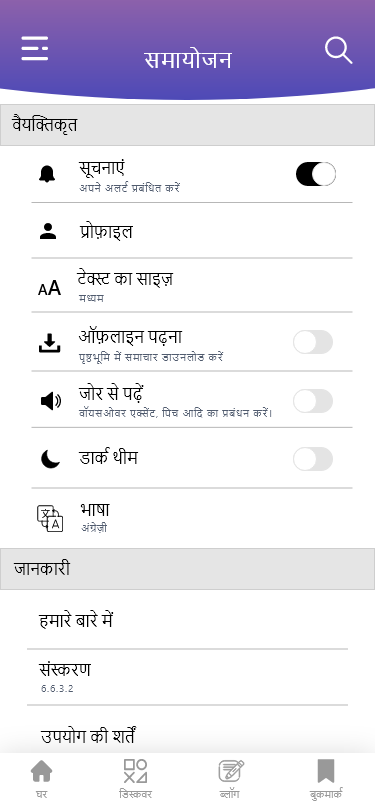 समायोजन
वैयक्तिकृत
सूचनाएं
अपने अलर्ट प्रबंधित करें
प्रोफ़ाइल
AA टेक्स्ट का साइज़
मध्यम
ऑफ़लाइन पढ़ना
पृष्ठभूमि में समाचार डाउनलोड करें
जोर से पढ़ें
वॉयसओवर एक्सेंट, पिच आदि का प्रबंधन करें।
डार्क थीम
भाषा
अंग्रेज़ी
जानकारी
हमारे बारे में
संस्करण
6.6.3.2
उपयोग की शर्तें
घर डिस्कवर ब्लॉग बुकमार्क